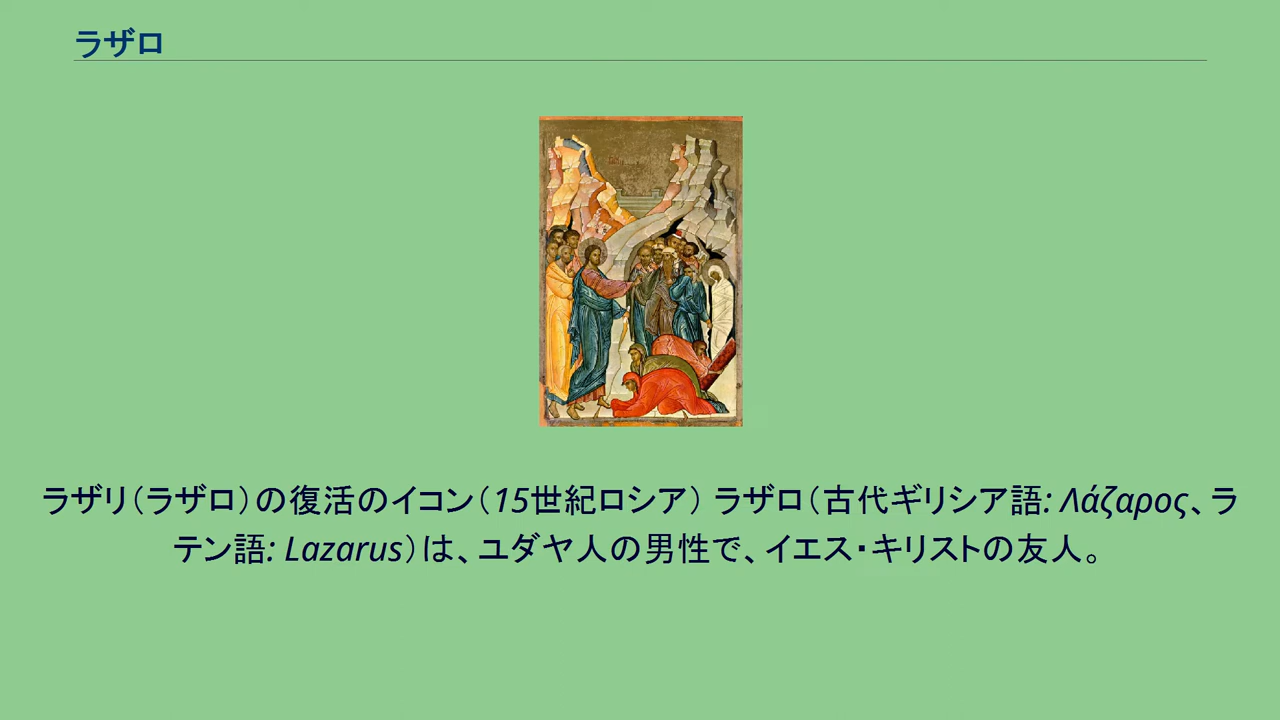 ラザロ
ラザリ（ラザロ）の復活のイコン（15世紀ロシア） ラザロ（古代ギリシア語: Λάζαρος、ラ
テン語: Lazarus）は、ユダヤ人の男性で、イエス・キリストの友人。